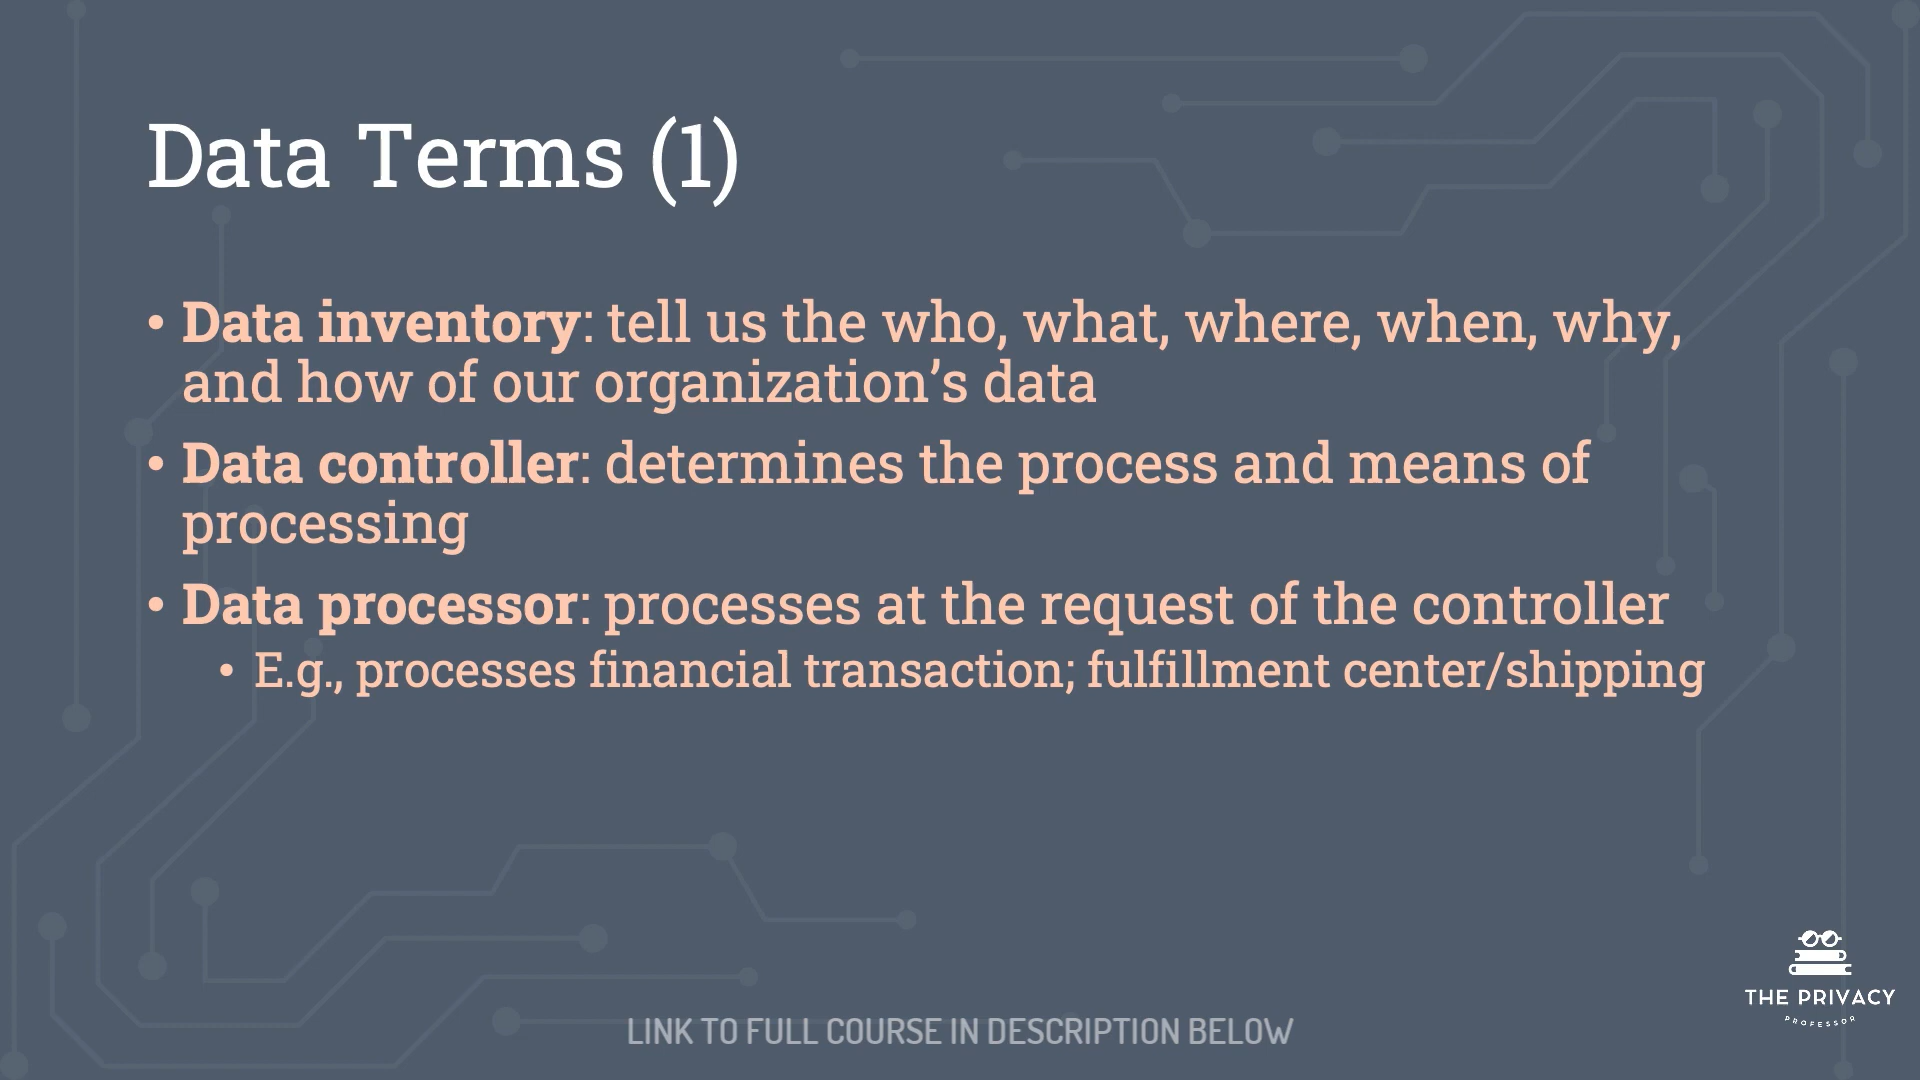 Data Terms (1)
• Data inventory: tell us the who, what, where, when, why,
and how of our organization’s data
• Data controller: determines the process and means of
processing
• Data processor: processes at the request of the controller
• E.g., processes financial transaction; fulfillment center/shipping
THE PRIVACY
PROFESSOR
LINK TO FULL COURSE IN DESCRIPTION BELOW